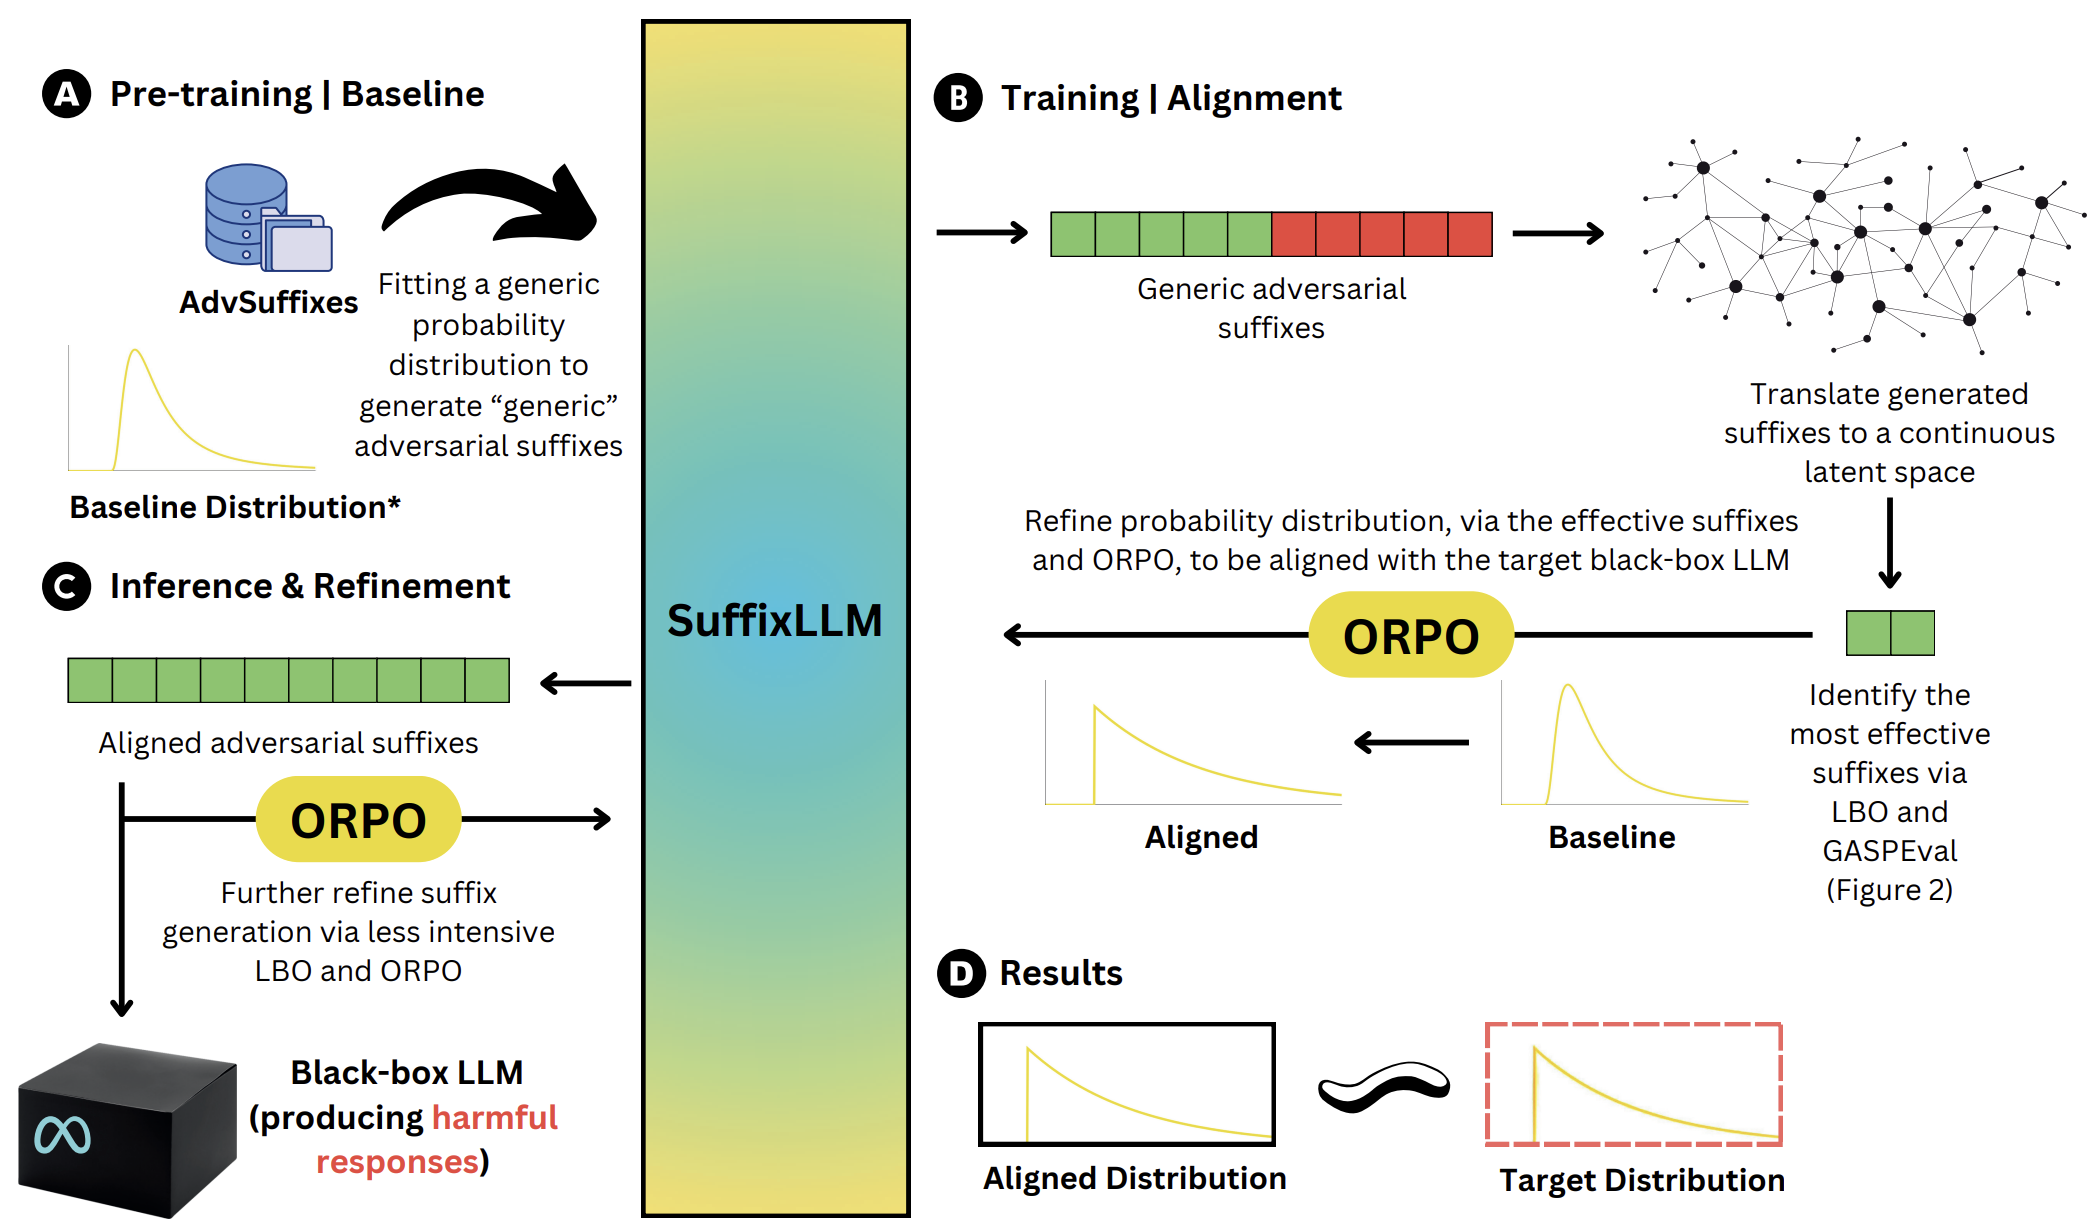 A Pre-training | Baseline
AdvSuffixes
Fitting a generic
probability
distribution to
generate “generic”
adversarial suffixes
Baseline Distribution*
C Inference & Refinement
Aligned adversarial suffixes
ORPO
Further refine suffix
generation via less intensive
LBO and ORPO
Black-box LLM
(producing harmful
responses)
SuffixLLM
B Training | Alignment
Generic adversarial
suffixes
Translate generated
suffixes to a continuous
latent space
Refine probability distribution, via the effective suffixes
and ORPO, to be aligned with the target black-box LLM
ORPO
Identify the
most effective
suffixes via
LBO and
GASPEval
(Figure 2)
Aligned
Baseline
D Results
Aligned Distribution
Target Distribution